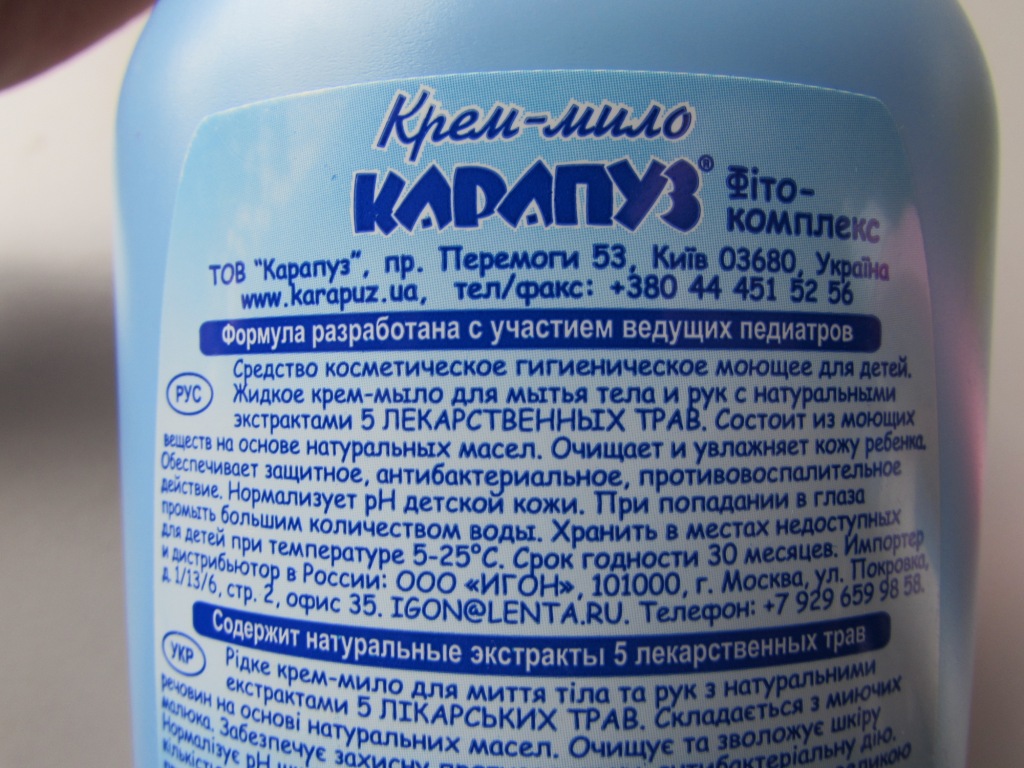 Крем-мило
КАРАПУЗ® Фіто-
комплекс
ТОВ "Карапуз", пр. Перемоги 53, Київ 03680, Україна
www.karapuz.ua, тел/факс: +380 44 451 52 56
Формула разработана с участием ведущих педиатров
РУС
Средство косметическое гигиеническое моющее для детей.
Жидкое крем-мыло для мытья тела и рук с натуральными
экстрактами 5 ЛЕКАРСТВЕННЫХ ТРАВ. Состоит из моющих
веществ на основе натуральных масел. Очищает и увлажняет кожу ребенка.
Обеспечивает защитное, антибактериальное, противовоспалительное
действие. Нормализует pH детской кожи. При попадании в глаза
промыть большим количеством воды. Хранить в местах недоступных
для детей при температуре 5-25°С. Срок годности 30 месяцев. Импортер
и дистрибьютор в России: ООО «ИГОН», 101000, г. Москва, ул. Покровка,
д. 1/13/6, стр. 2, офис 35. IGON@LENTA.RU. Телефон: +7 929 659 98 58.
Содержит натуральные экстракты 5 лекарственных трав
УКР
Рідке крем-мило для миття тіла та рук з натуральними
екстрактами 5 ЛІКАРСЬКИХ ТРАВ. Складається з миючих
речовин на основі натуральних масел. Очищує та зволожує шкіру
малюка. Забезпечує захисну, антибактеріальну дію.
Нормалізує pH